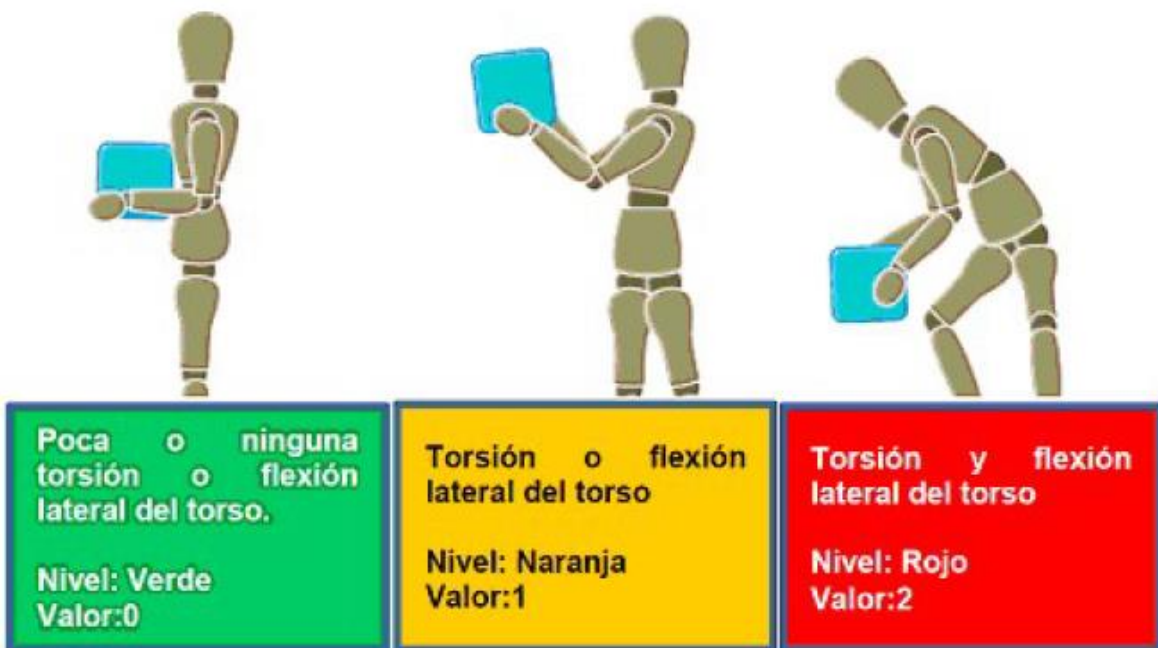 Poca o ninguna
torsión o flexión
lateral del torso.
Nivel: Verde
Valor:0
Torsión o flexión
lateral del torso
Nivel: Naranja
Valor:1
Torsión y flexión
lateral del torso
Nivel: Rojo
Valor:2